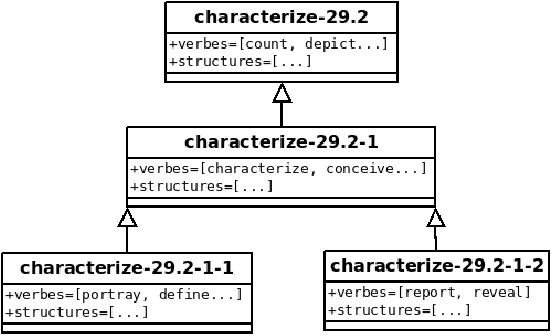 characterize-29.2
+verbes=[count, depict...]
+structures=[...]
characterize-29.2-1
+verbes=[characterize, conceive...]
+structures=[...]
characterize-29.2-1-1
+verbes=[portray, define...]
+structures=[...]
characterize-29.2-1-2
+verbes=[report, reveal]
+structures=[...]